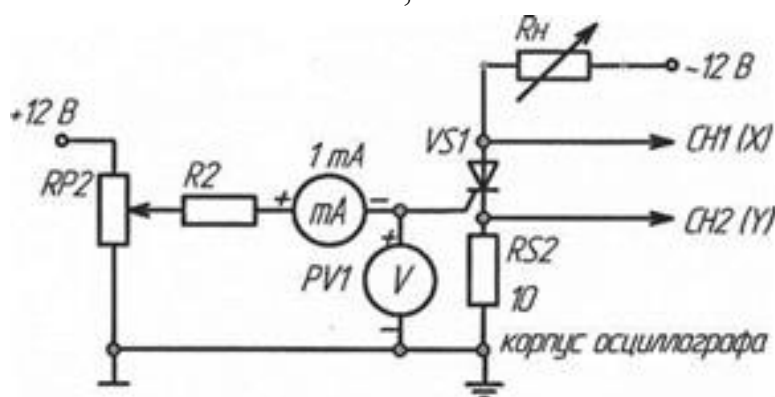 Rн
~12 В
+12 В
VS1
CH1 (X)
1 mA
RP2
R2
+
−
mA
CH2 (Y)
+
RS2
PV1
V
10
−
корпус осциллографа